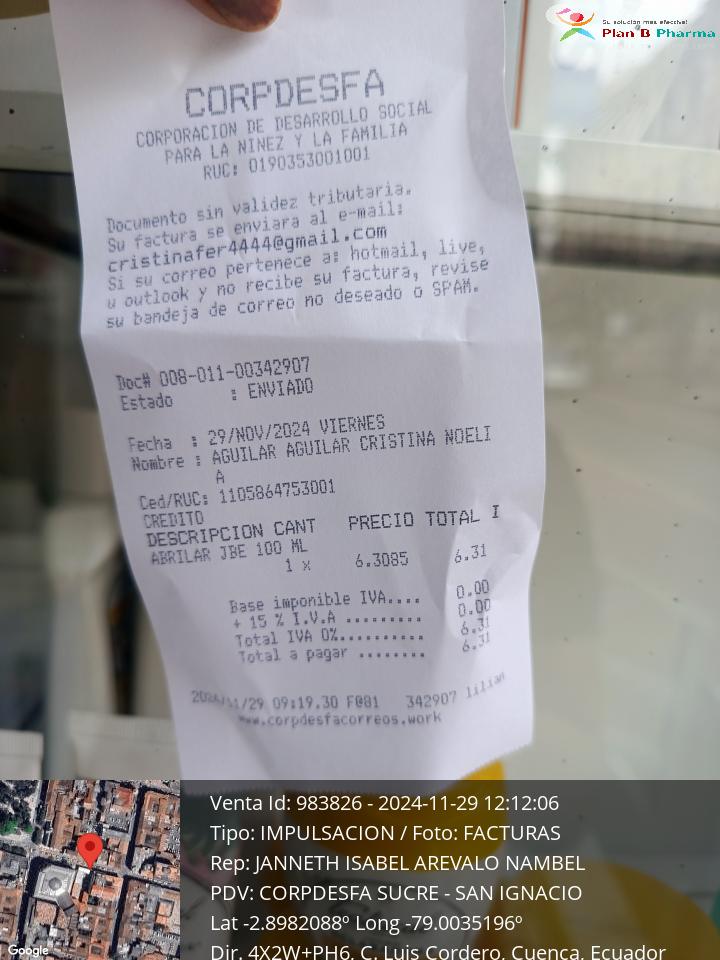 Su solución más efectiva!
Plan B Pharma
CORPDESFA
CORPORACION DE DESARROLLO SOCIAL
PARA LA NINEZ Y LA FAMILIA
RUC: 0190353001001
Documento sin validez tributaria.
Su factura se enviara al e-mail:
cristinafer4444@gmail.com
Si su correo pertenece a: hotmail, live,
u outlook y no recibe su factura, revise
su bandeja de correo no deseado o SPAM.
Doc# 008-011-00342907
Estado : ENVIADO
Fecha : 29/NOV/2024 VIERNES
Nombre : AGUILAR AGUILAR CRISTINA NOELI
A
Ced/RUC: 1105864753001
CREDITO
DESCRIPCION CANT PRECIO TOTAL I
ABRILAR JBE 100 ML
1 x 6.3085 6.31
Base imponible IVA.... 0.00
+ 15 % I.V.A ......... 0.00
Total IVA 0%.......... 6.31
Total a pagar ........ 6.31
2024/11/29 09:19.30 F@81 342907 lilian
www.corpdesfacorreos.work
Venta Id: 983826 - 2024-11-29 12:12:06
Tipo: IMPULSACION / Foto: FACTURAS
Rep: JANNETH ISABEL AREVALO NAMBEL
PDV: CORPDESFA SUCRE - SAN IGNACIO
Lat -2.8982088º Long -79.0035196º
Dir. 4X2W+PH6, C. Luis Cordero, Cuenca, Ecuador
Google